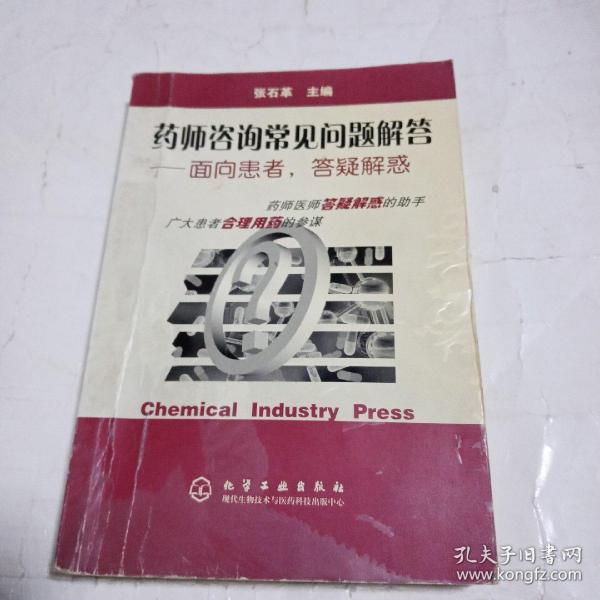 张石革 主编
药师咨询常见问题解答
——面向患者，答疑解惑
药师医师答疑解惑的助手
广大患者合理用药的参谋
Chemical Industry Press
化学工业出版社
现代生物技术与医药科技出版中心
孔夫子旧书网
www.kongfz.com